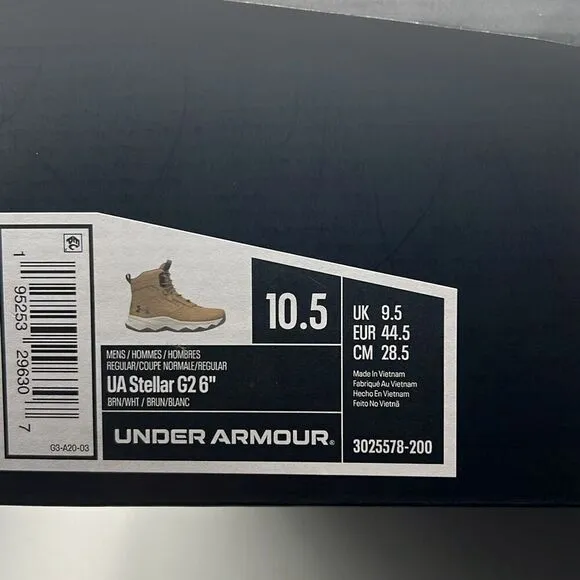 1 95253 29630 7
G3-A20-03
MENS / HOMMES / HOMBRES
REGULAR/COUPE NORMALE/REGULAR
UA Stellar G2 6"
BRN/WHT / BRUN/BLANC
UNDER ARMOUR®
10.5
UK 9.5
EUR 44.5
CM 28.5
Made In Vietnam
Fabriqué Au Vietnam
Hecho En Vietnam
Feito No Vietnã
3025578-200